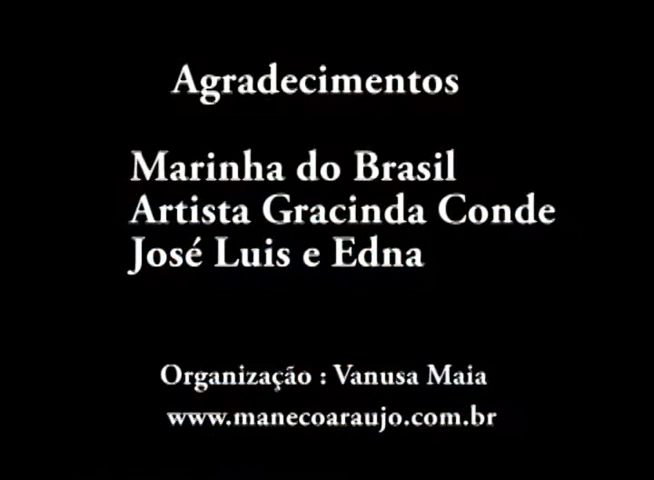 Agradecimentos
Marinha do Brasil
Artista Gracinda Conde
José Luis e Edna
Organização : Vanusa Maia
www.manecoaraujo.com.br